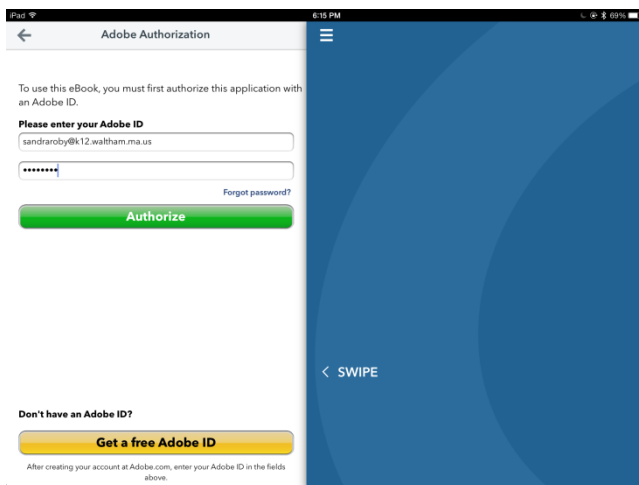 iPad 6:15 PM 69%
Adobe Authorization
To use this eBook, you must first authorize this application with
an Adobe ID.
Please enter your Adobe ID
sandraroby@k12.waltham.ma.us
••••••••
Forgot password?
Authorize
< SWIPE
Don't have an Adobe ID?
Get a free Adobe ID
After creating your account at Adobe.com, enter your Adobe ID in the fields
above.